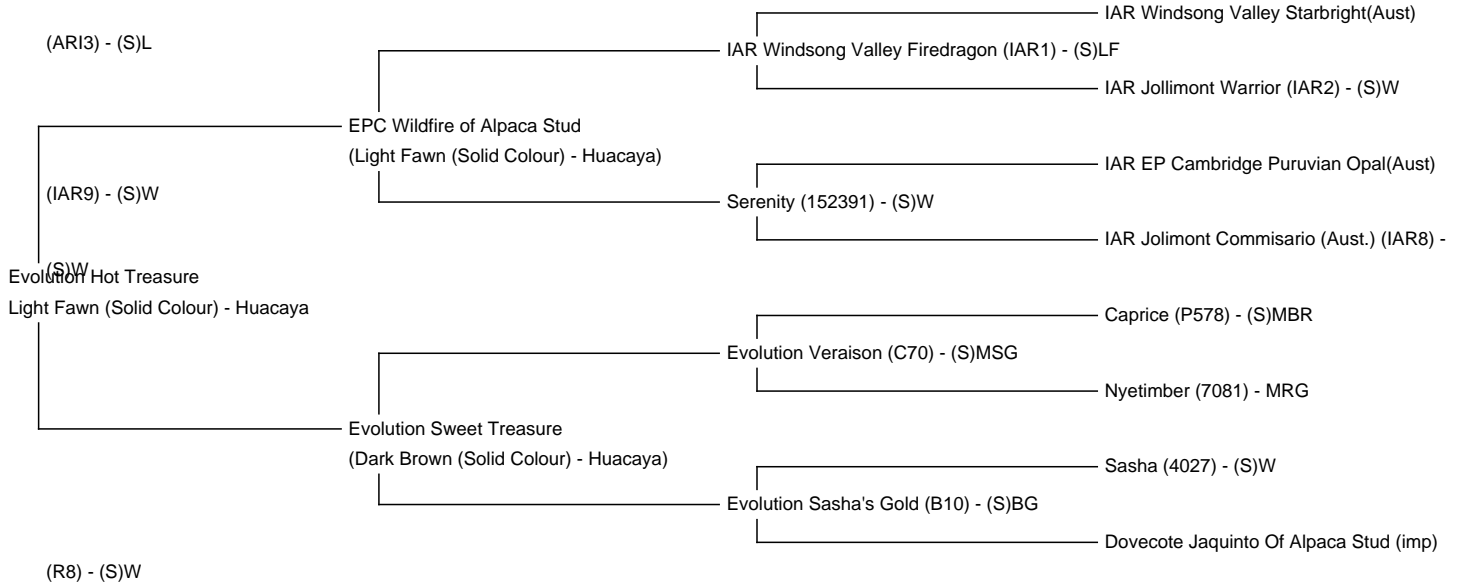 IAR Windsong Valley Starbright(Aust)
(ARI3) - (S)L
IAR Windsong Valley Firedragon (IAR1) - (S)LF
IAR Jollimont Warrior (IAR2) - (S)W
EPC Wildfire of Alpaca Stud
(Light Fawn (Solid Colour) - Huacaya)
IAR EP Cambridge Puruvian Opal(Aust)
(IAR9) - (S)W
Serenity (152391) - (S)W
IAR Jolimont Commisario (Aust.) (IAR8) -
(S)W
Evolution Hot Treasure
Light Fawn (Solid Colour) - Huacaya
Caprice (P578) - (S)MBR
Evolution Veraison (C70) - (S)MSG
Nyetimber (7081) - MRG
Evolution Sweet Treasure
(Dark Brown (Solid Colour) - Huacaya)
Sasha (4027) - (S)W
Evolution Sasha's Gold (B10) - (S)BG
Dovecote Jaquinto Of Alpaca Stud (imp)
(R8) - (S)W